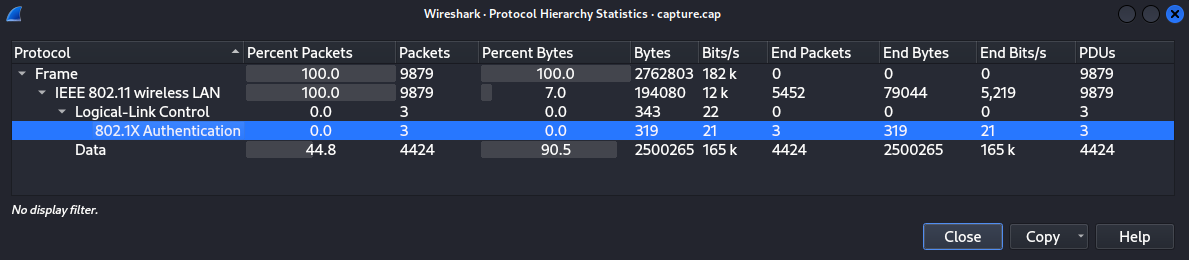 Wireshark · Protocol Hierarchy Statistics · capture.cap
Protocol Percent Packets Packets Percent Bytes Bytes Bits/s End Packets End Bytes End Bits/s PDUs
Frame 100.0 9879 100.0 2762803 182 k 0 0 0 9879
IEEE 802.11 wireless LAN 100.0 9879 7.0 194080 12 k 5452 79044 5,219 9879
Logical-Link Control 0.0 3 0.0 343 22 0 0 0 3
802.1X Authentication 0.0 3 0.0 319 21 3 319 21 3
Data 44.8 4424 90.5 2500265 165 k 4424 2500265 165 k 4424
No display filter.
Close Copy Help